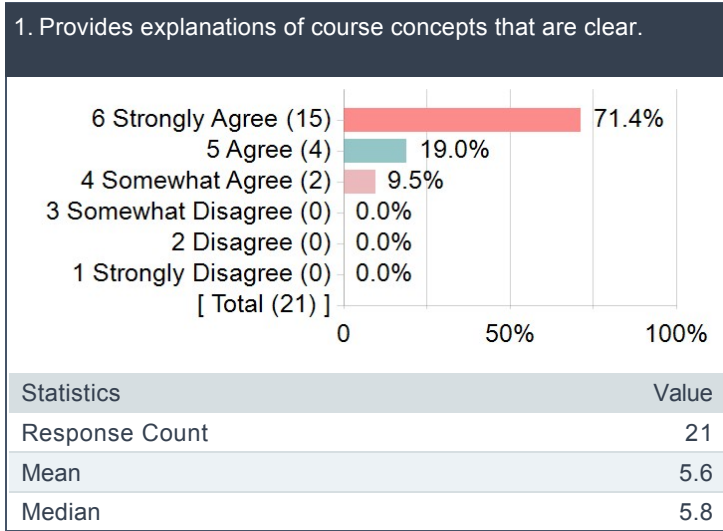 1. Provides explanations of course concepts that are clear.
6 Strongly Agree (15) 71.4%
5 Agree (4) 19.0%
4 Somewhat Agree (2) 9.5%
3 Somewhat Disagree (0) 0.0%
2 Disagree (0) 0.0%
1 Strongly Disagree (0) 0.0%
[ Total (21) ]
0 50% 100%
Statistics Value
Response Count 21
Mean 5.6
Median 5.8